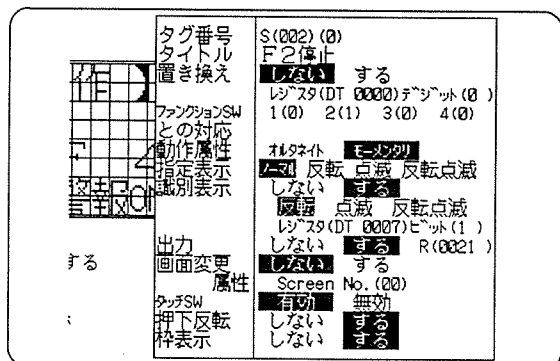 タグ番号 S(002)(0)
タイトル F2停止
置き換え しない する
レジスタ(DT 0000)デジット(0 )
ファンクションSW 1(0) 2(1) 3(0) 4(0)
との対応
動作属性 オルタネイト モーメンタリ
指定表示 ノーマル 反転 点滅 反転点滅
識別表示 しない する
反転 点滅 反転点滅
レジスタ(DT 0007)ビット(1 )
出力 しない する R(0021 )
画面変更 しない する
属性 Screen No.(00)
タッチSW 有効 無効
押下反転 しない する
枠表示 しない する
作
する